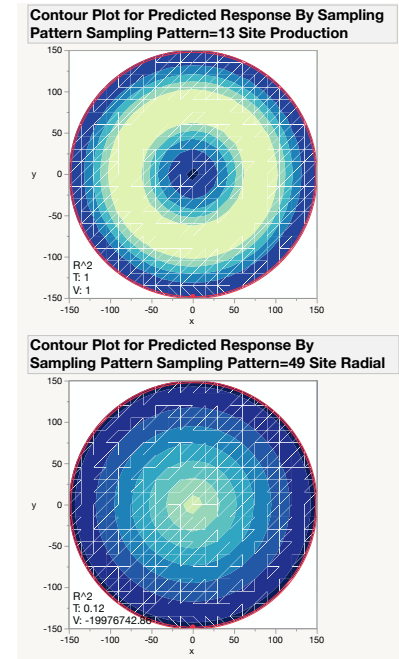 Contour Plot for Predicted Response By Sampling
Pattern Sampling Pattern=13 Site Production
150
100
50
y
0
-50
-100
R^2
T: 1
V: 1
-150
-150 -100 -50 0 50 100 150
x
Contour Plot for Predicted Response By
Sampling Pattern Sampling Pattern=49 Site Radial
150
100
50
y
0
-50
-100
R^2
T: 0.12
V: -19976742.86
-150
-150 -100 -50 0 50 100 150
x